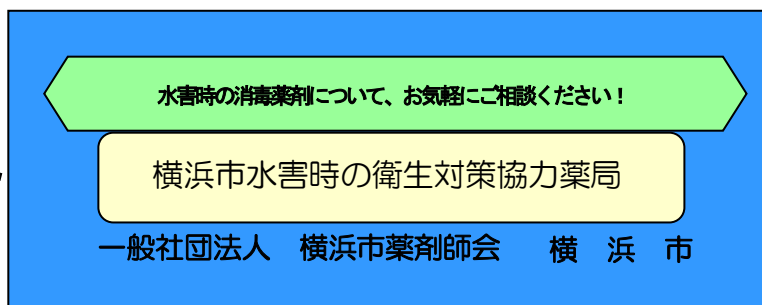 水害時の消毒薬剤について、お気軽にご相談ください！
横浜市水害時の衛生対策協力薬局
一般社団法人　横浜市薬剤師会　横　浜　市